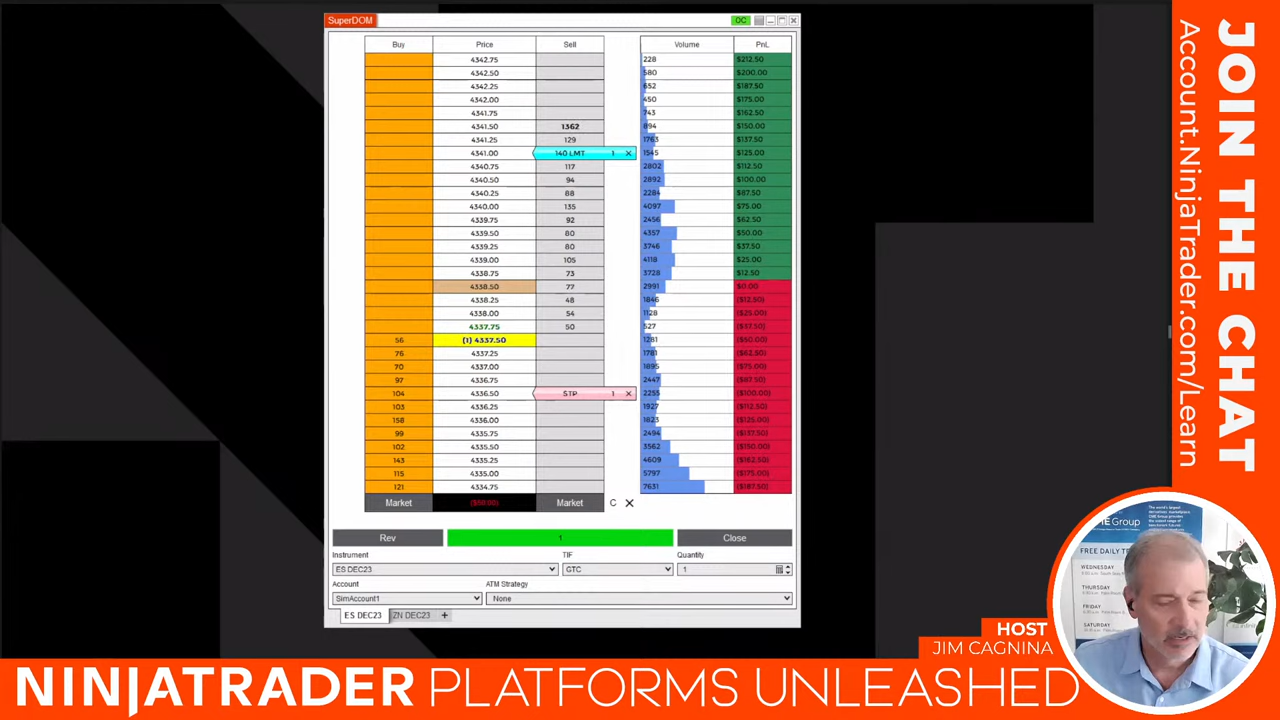 SuperDOM OC
Buy Price Sell Volume PnL
4342.75 228 $212.50
4342.50 580 $200.00
4342.25 652 $187.50
4342.00 450 $175.00
4341.75 743 $162.50
4341.50 1362 894 $150.00
4341.25 129 1763 $137.50
4341.00 140 LMT 1 X 1545 $125.00
4340.75 117 2802 $112.50
4340.50 94 2892 $100.00
4340.25 88 2284 $87.50
4340.00 135 4097 $75.00
4339.75 92 2456 $62.50
4339.50 80 4357 $50.00
4339.25 80 3746 $37.50
4339.00 105 4118 $25.00
4338.75 73 3728 $12.50
4338.50 77 2991 $0.00
4338.25 48 1846 ($12.50)
4338.00 54 1128 ($25.00)
4337.75 50 527 ($37.50)
56 (1) 4337.50 1281 ($50.00)
76 4337.25 1781 ($62.50)
70 4337.00 1895 ($75.00)
97 4336.75 2447 ($87.50)
104 4336.50 STP 1 X 2255 ($100.00)
103 4336.25 1927 ($112.50)
158 4336.00 1823 ($125.00)
99 4335.75 2494 ($137.50)
102 4335.50 3562 ($150.00)
143 4335.25 4609 ($162.50)
115 4335.00 5797 ($175.00)
121 4334.75 7631 ($187.50)
Market ($50.00) Market C X
Rev 1 Close
Instrument TIF Quantity
ES DEC23 GTC 1
Account ATM Strategy
SimAccount1 None
ES DEC23 ZN DEC23 +
JOIN THE CHAT
Account.NinjaTrader.com/Learn
FREE DAILY
WEDNESDAY
THURSDAY
FRIDAY
SATURDAY
HOST
JIM CAGNINA
NINJATRADER PLATFORMS UNLEASHED